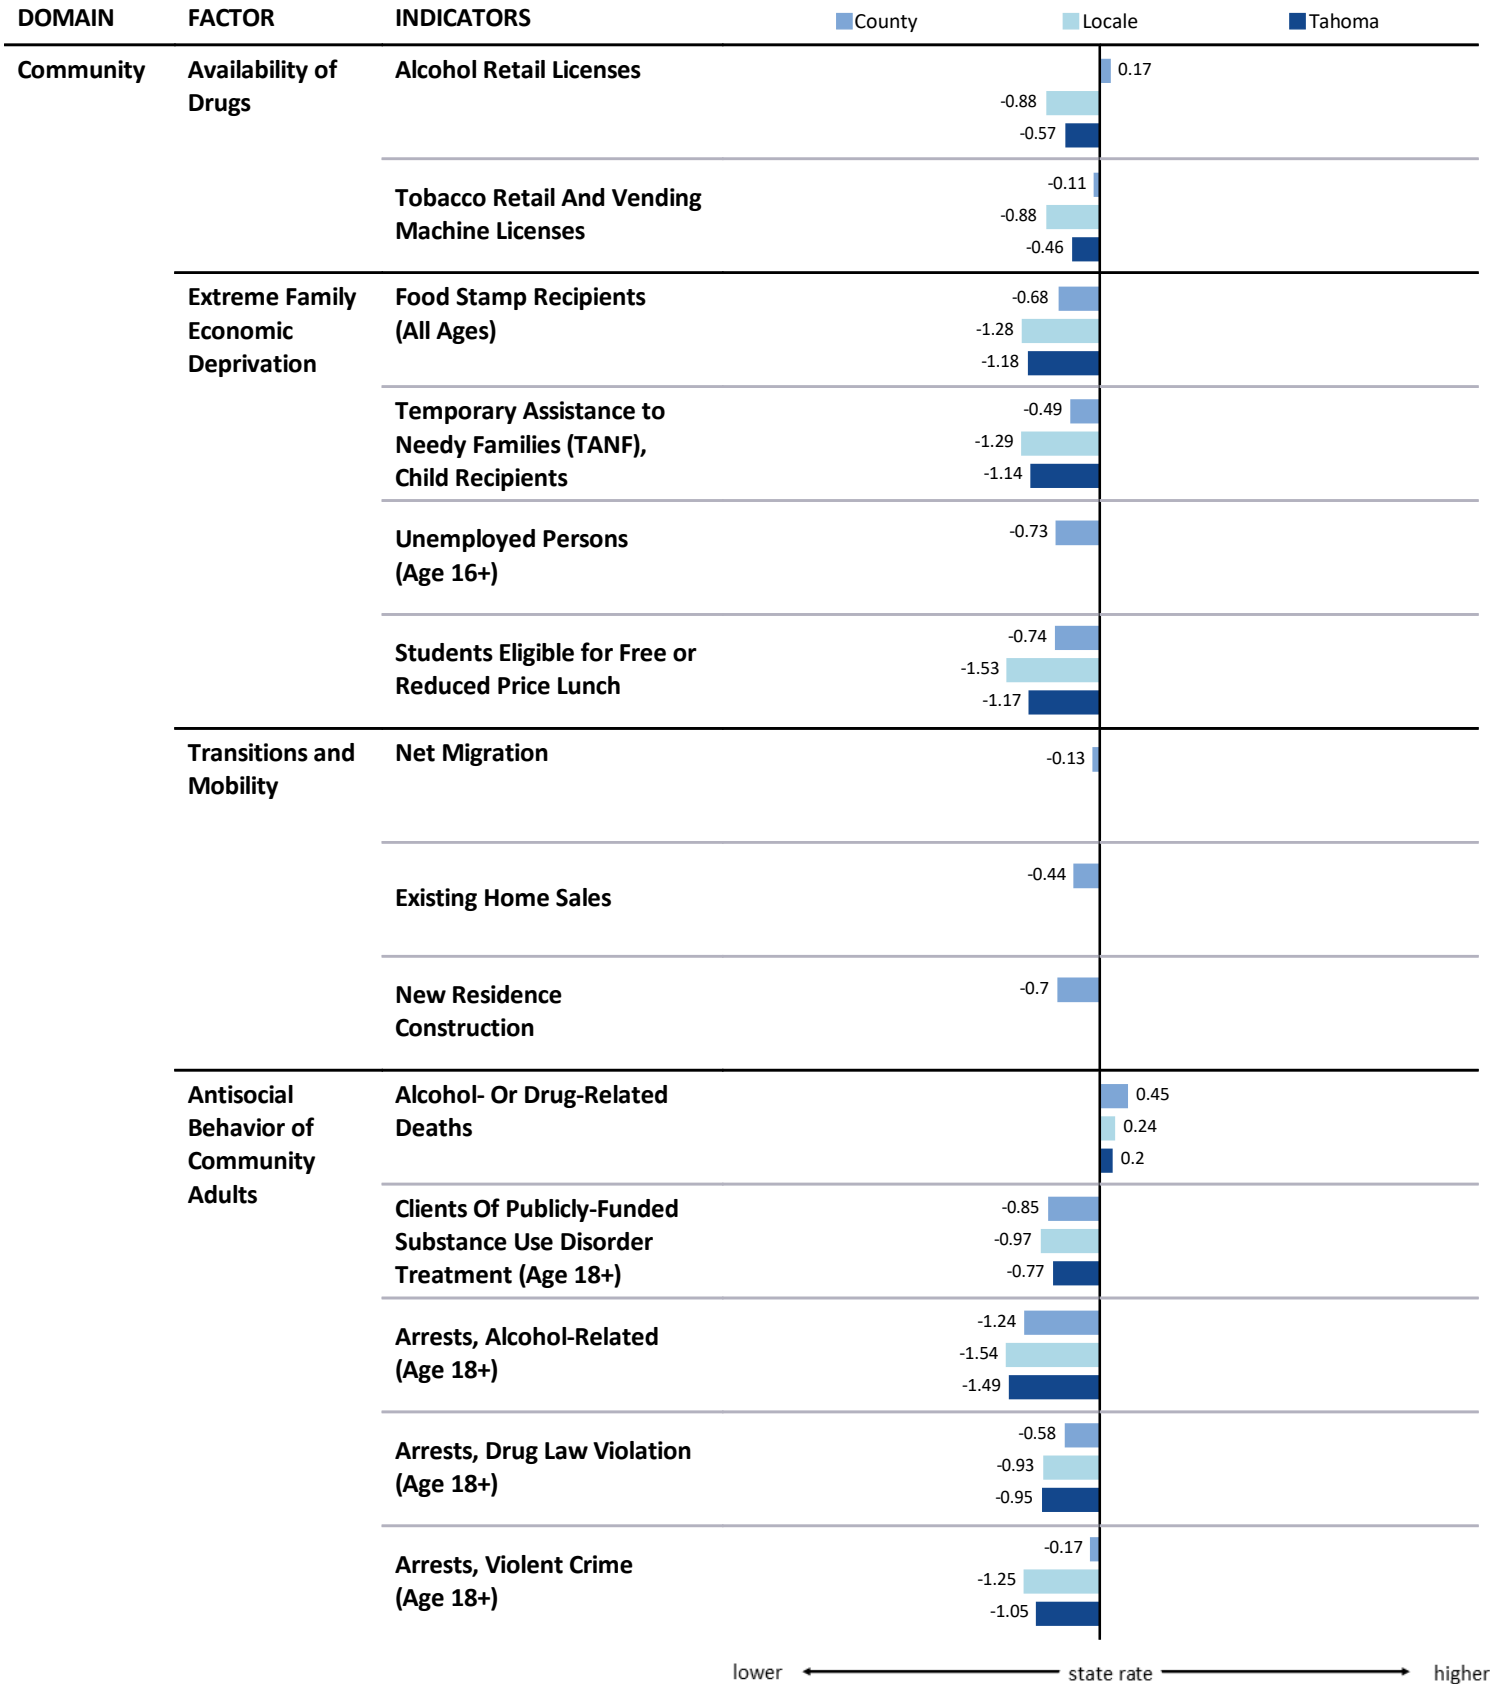 DOMAIN FACTOR INDICATORS County Locale Tahoma
Community Availability of Drugs Alcohol Retail Licenses
0.17
-0.88
-0.57
Tobacco Retail And Vending
Machine Licenses
-0.11
-0.88
-0.46
Extreme Family
Economic
Deprivation
Food Stamp Recipients
(All Ages)
-0.68
-1.28
-1.18
Temporary Assistance to
Needy Families (TANF),
Child Recipients
-0.49
-1.29
-1.14
Unemployed Persons
(Age 16+)
-0.73
Students Eligible for Free or
Reduced Price Lunch
-0.74
-1.53
-1.17
Transitions and
Mobility
Net Migration
-0.13
Existing Home Sales
-0.44
New Residence
Construction
-0.7
Antisocial
Behavior of
Community
Adults
Alcohol- Or Drug-Related
Deaths
0.45
0.24
0.2
Clients Of Publicly-Funded
Substance Use Disorder
Treatment (Age 18+)
-0.85
-0.97
-0.77
Arrests, Alcohol-Related
(Age 18+)
-1.24
-1.54
-1.49
Arrests, Drug Law Violation
(Age 18+)
-0.58
-0.93
-0.95
Arrests, Violent Crime
(Age 18+)
-0.17
-1.25
-1.05
lower state rate higher